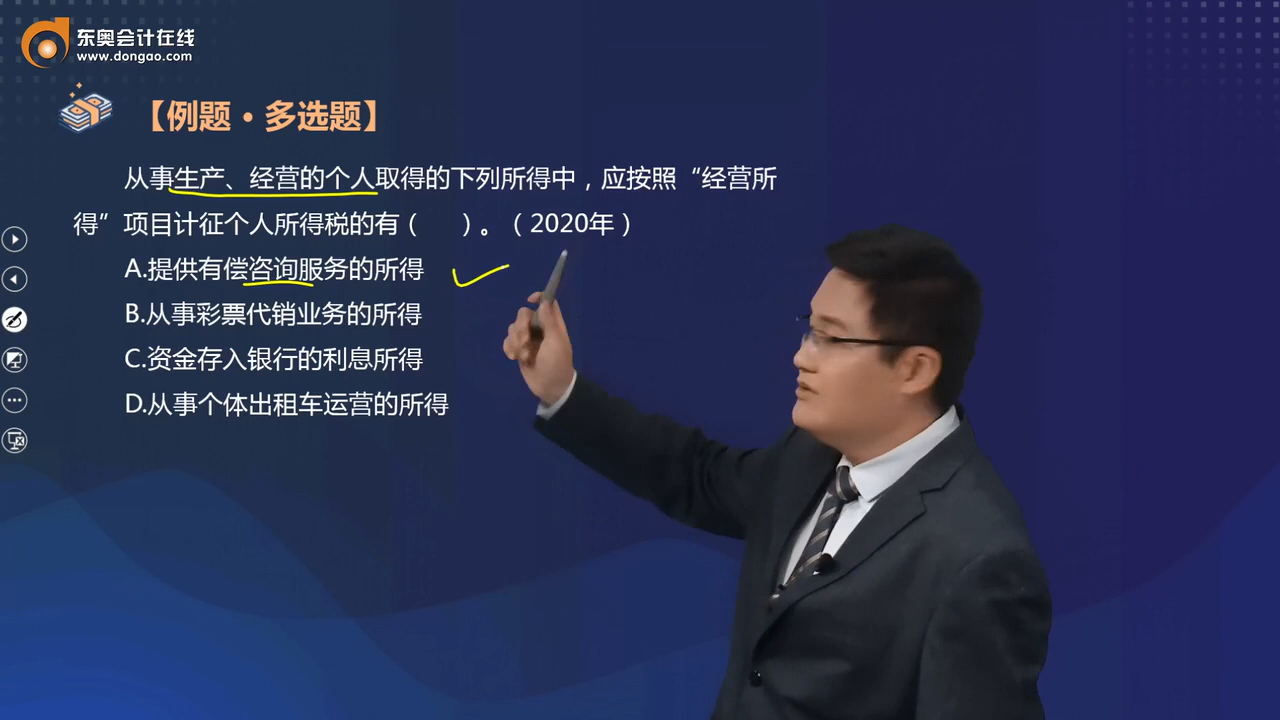 东奥会计在线
www.dongao.com
【例题·多选题】
从事生产、经营的个人取得的下列所得中，应按照“经营所
得”项目计征个人所得税的有（ ）。（2020年）
A.提供有偿咨询服务的所得
B.从事彩票代销业务的所得
C.资金存入银行的利息所得
D.从事个体出租车运营的所得